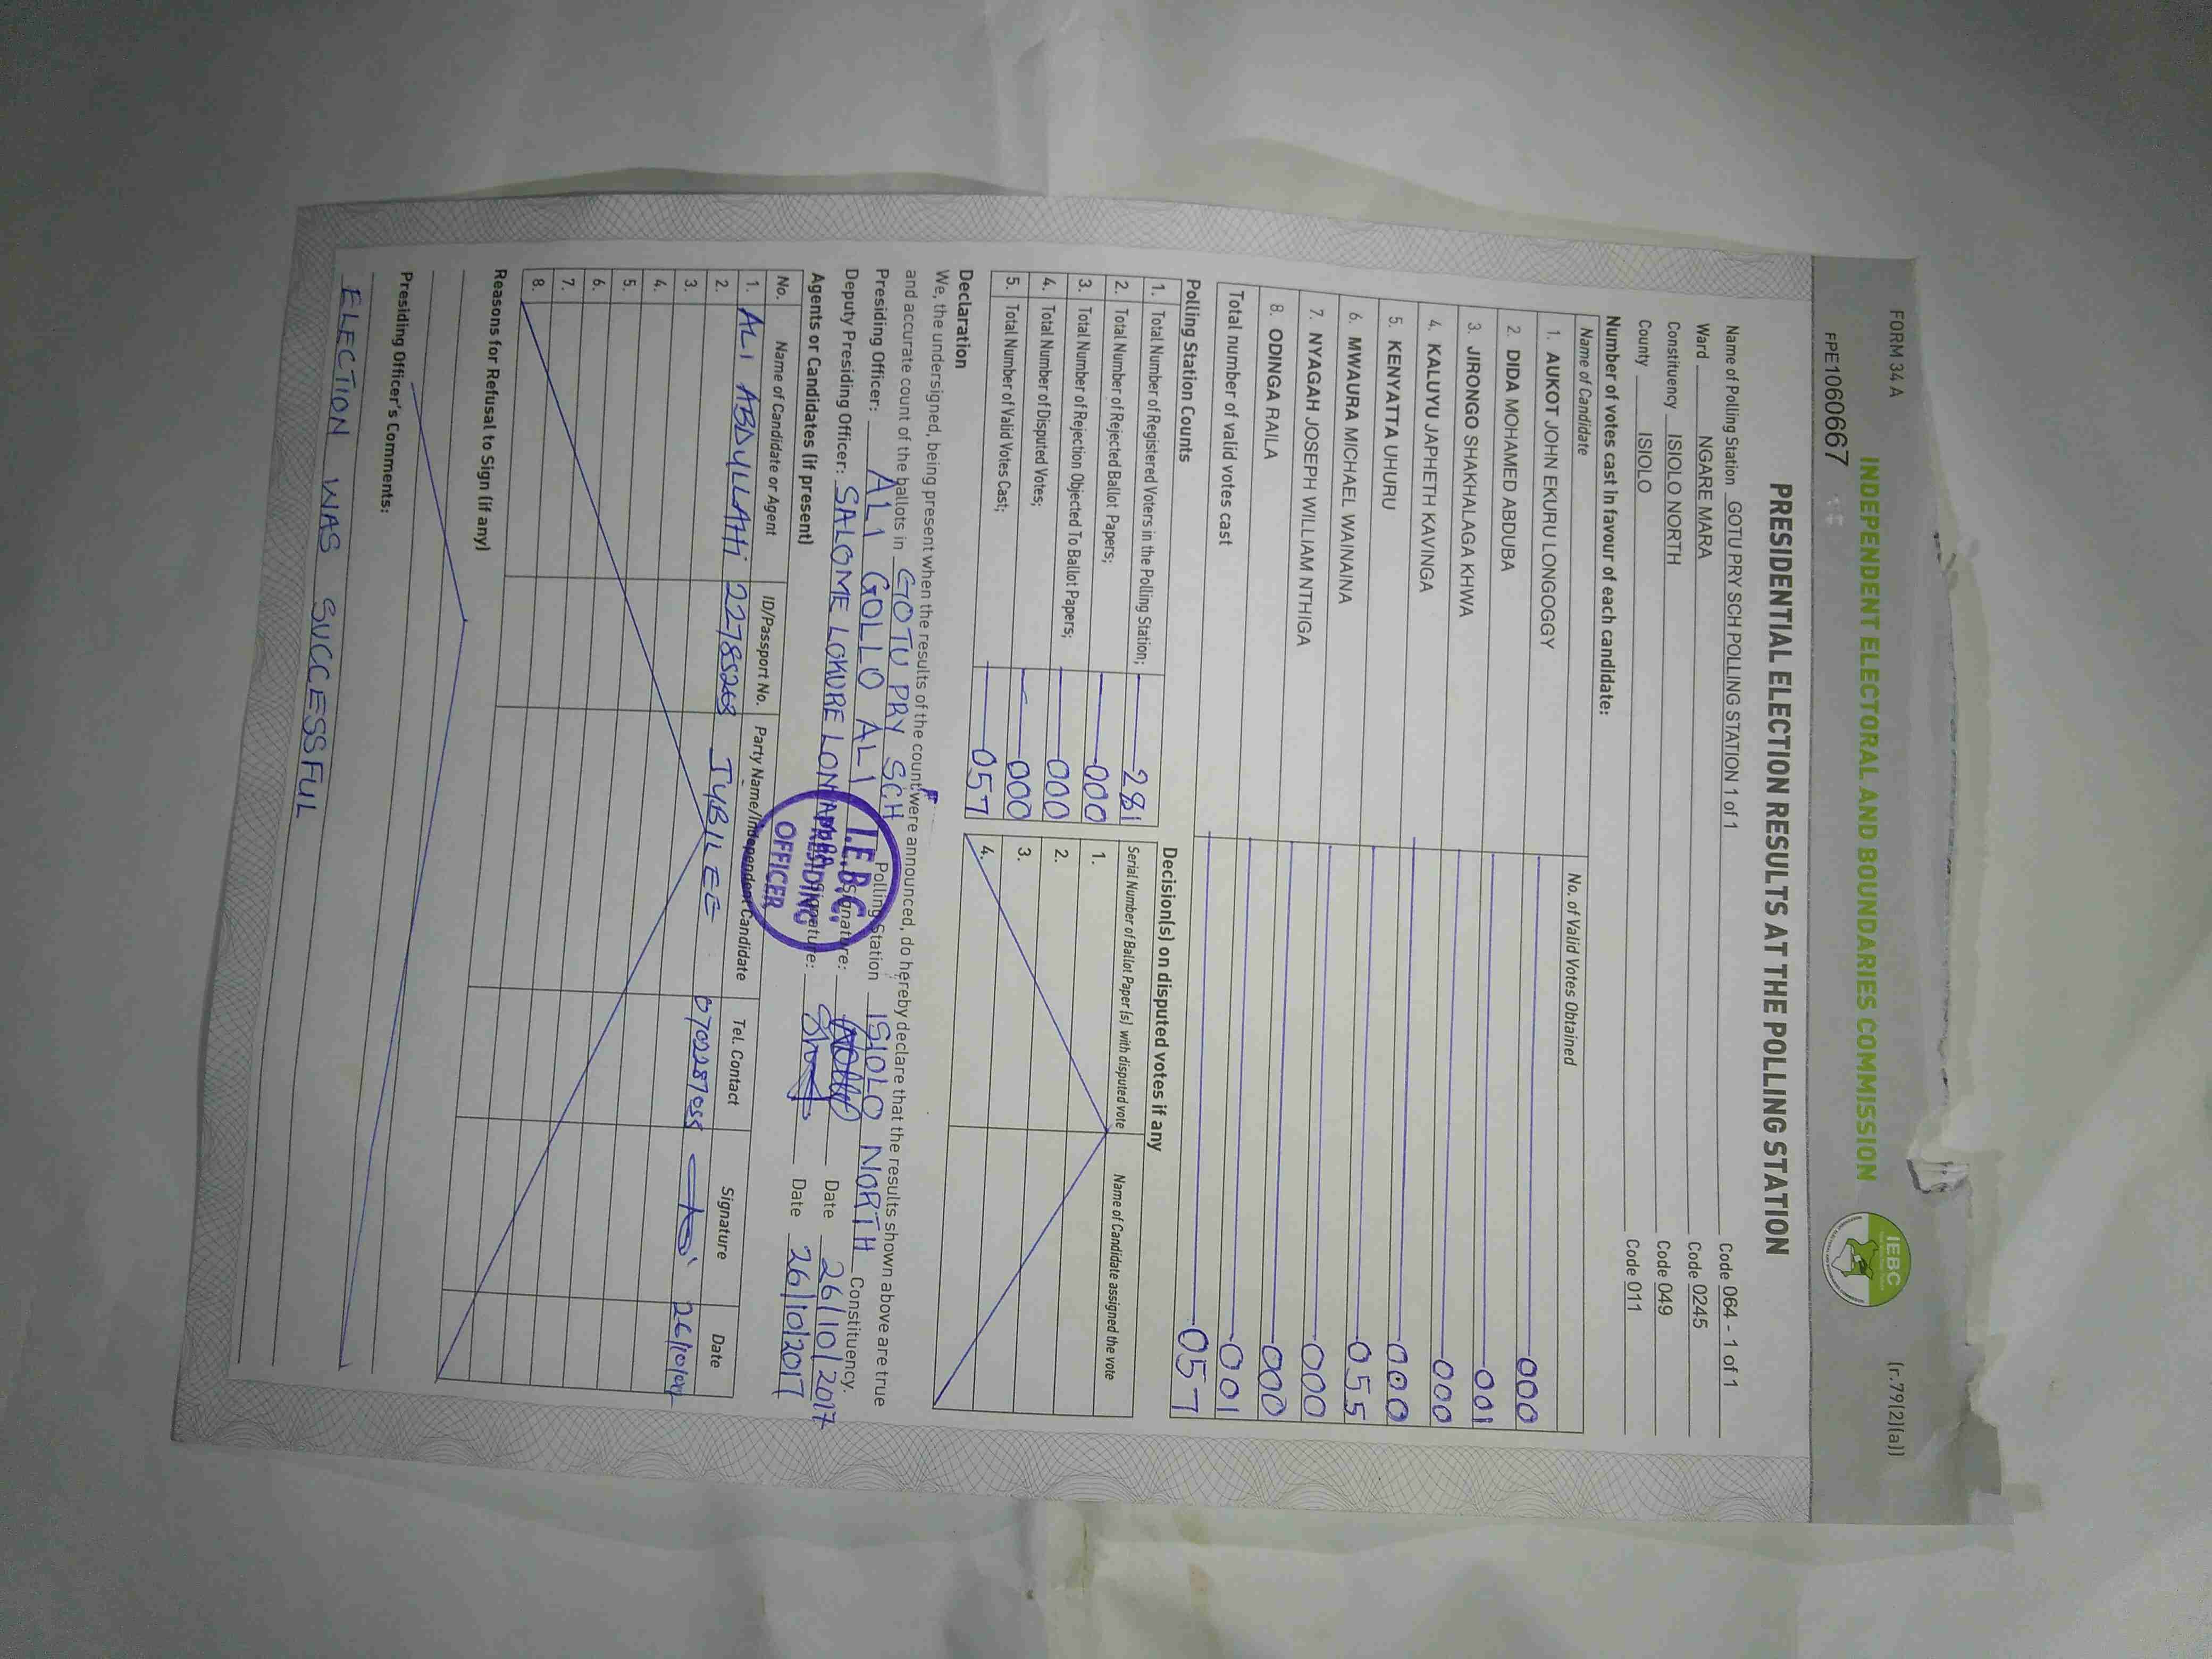 FORM 34 A
(r.79(2)(a))
INDEPENDENT ELECTORAL AND BOUNDARIES COMMISSION
IEBC
FPE1060667
PRESIDENTIAL ELECTION RESULTS AT THE POLLING STATION
Name of Polling Station GOTU PRY SCH POLLING STATION 1 of 1 Code 064 - 1 of 1
Ward NGARE MARA Code 0245
Constituency ISIOLO NORTH Code 049
County ISIOLO Code 011
Number of votes cast in favour of each candidate:
Name of Candidate No. of Valid Votes Obtained
1. AUKOT JOHN EKURU LONGOGGY 000
2. DIDA MOHAMED ABDUBA 001
3. JIRONGO SHAKHALAGA KHWA 000
4. KALUYU JAPHETH KAVINGA 000
5. KENYATTA UHURU 055
6. MWAURA MICHAEL WAINAINA 000
7. NYAGAH JOSEPH WILLIAM NTHIGA 000
8. ODINGA RAILA 001
Total number of valid votes cast 057
Polling Station Counts
1. Total Number of Registered Voters in the Polling Station; 281
2. Total Number of Rejected Ballot Papers; 000
3. Total Number of Rejection Objected To Ballot Papers; 000
4. Total Number of Disputed Votes; 000
5. Total Number of Valid Votes Cast; 057
Decision(s) on disputed votes if any
Serial Number of Ballot Paper (s) with disputed vote Name of Candidate assigned the vote
1.
2.
3.
4.
Declaration
We, the undersigned, being present when the results of the count were announced, do hereby declare that the results shown above are true
and accurate count of the ballots in GOTU PRY SCH Polling Station ISIOLO NORTH Constituency.
Presiding Officer: ALI GOLLO ALI Signature: Date 26/10/2017
Deputy Presiding Officer: SALOME LOKURE Signature: Date 26/10/2017
I.E.B.C.
PRESIDING
OFFICER
Agents or Candidates (if present)
No. Name of Candidate or Agent ID/Passport No. Party Name/Independent Candidate Tel. Contact Signature Date
1. ALI ABDULLAHI 22785268 JUBILEE 0702287055
2.
3.
4.
5.
6.
7.
8.
Reasons for Refusal to Sign (if any)
Presiding Officer's Comments:
ELECTION WAS SUCCESSFUL